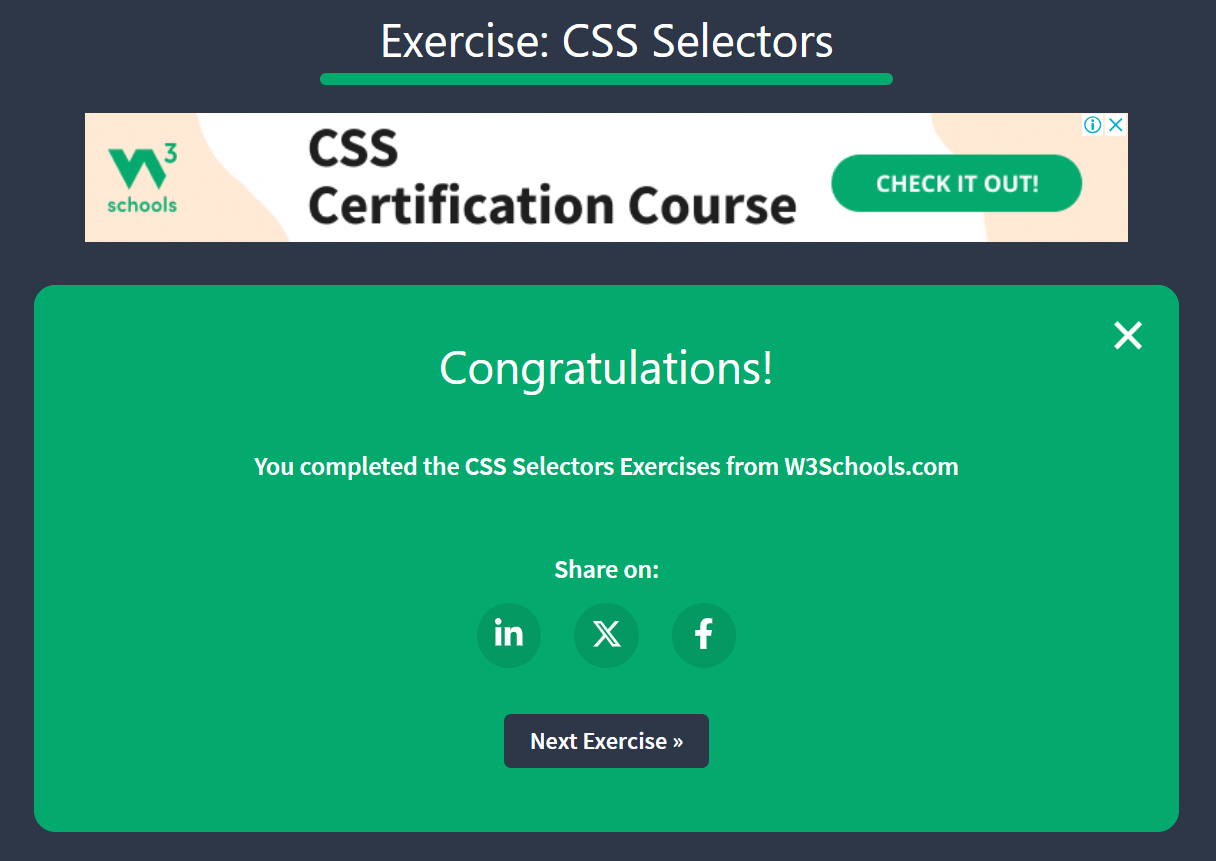 Exercise: CSS Selectors
W3
schools
CSS
Certification Course
CHECK IT OUT!
Congratulations!
You completed the CSS Selectors Exercises from W3Schools.com
Share on:
in
X
f
Next Exercise »